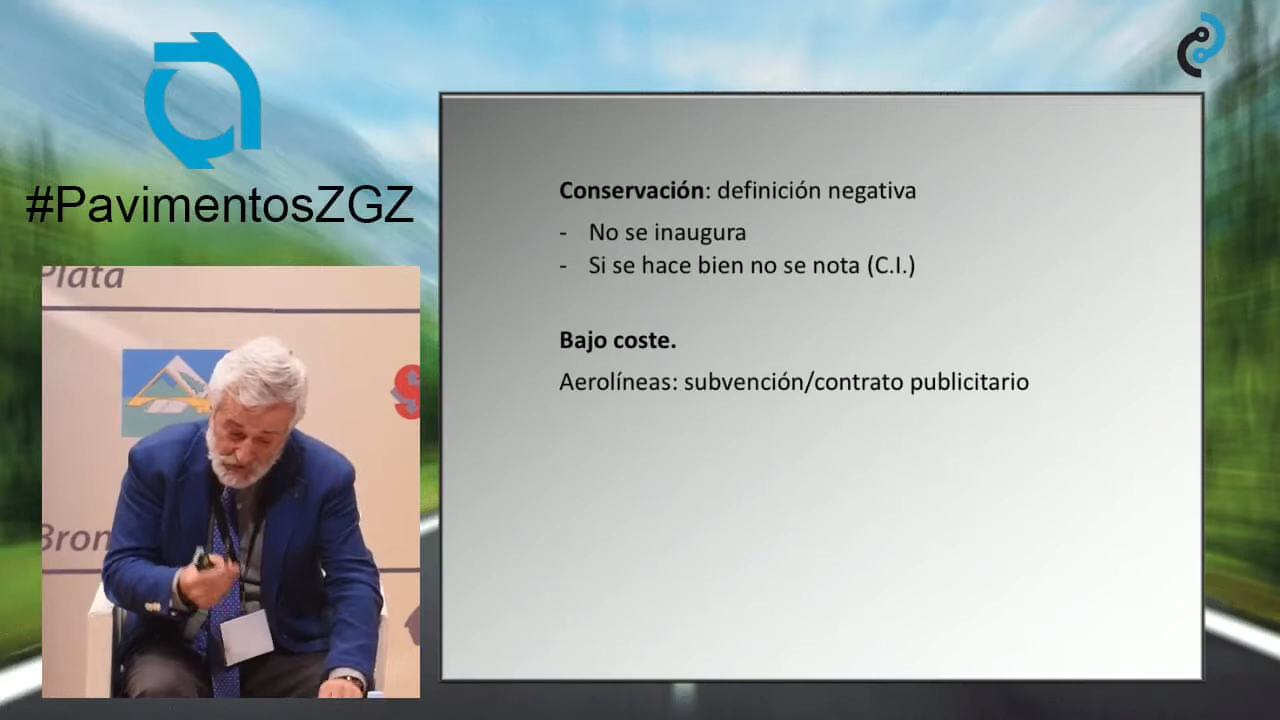 #PavimentosZGZ
Plata
Bron
Conservación: definición negativa
- No se inaugura
- Si se hace bien no se nota (C.I.)
Bajo coste.
Aerolíneas: subvención/contrato publicitario